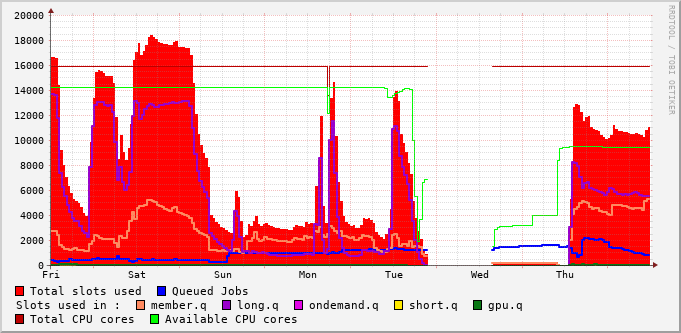 20000
18000
16000
14000
12000
10000
8000
6000
4000
2000
0
Fri Sat Sun Mon Tue Wed Thu
RRDTOOL / TOBI OETIKER
Total slots used Queued Jobs
Slots used in : member.q long.q ondemand.q short.q gpu.q
Total CPU cores Available CPU cores